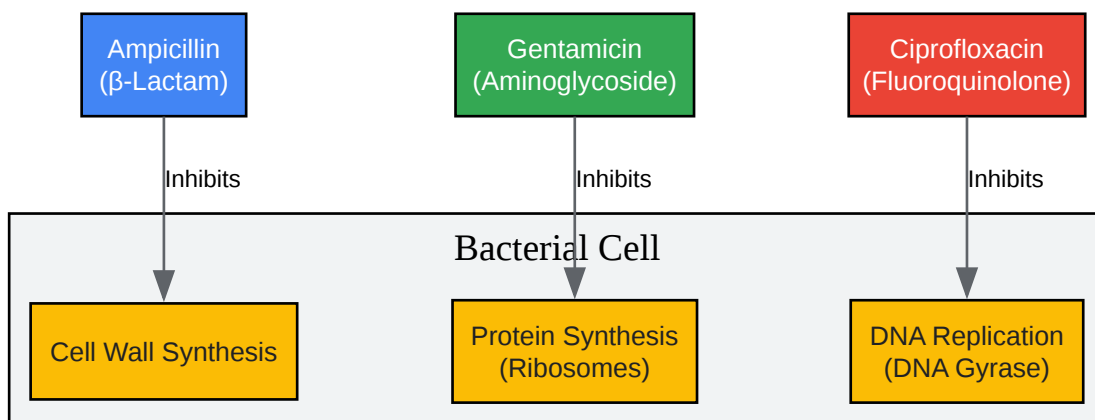 Ampicillin
(β-Lactam)
Gentamicin
(Aminoglycoside)
Ciprofloxacin
(Fluoroquinolone)
Inhibits
Inhibits
Inhibits
Bacterial Cell
Cell Wall Synthesis
Protein Synthesis
(Ribosomes)
DNA Replication
(DNA Gyrase)